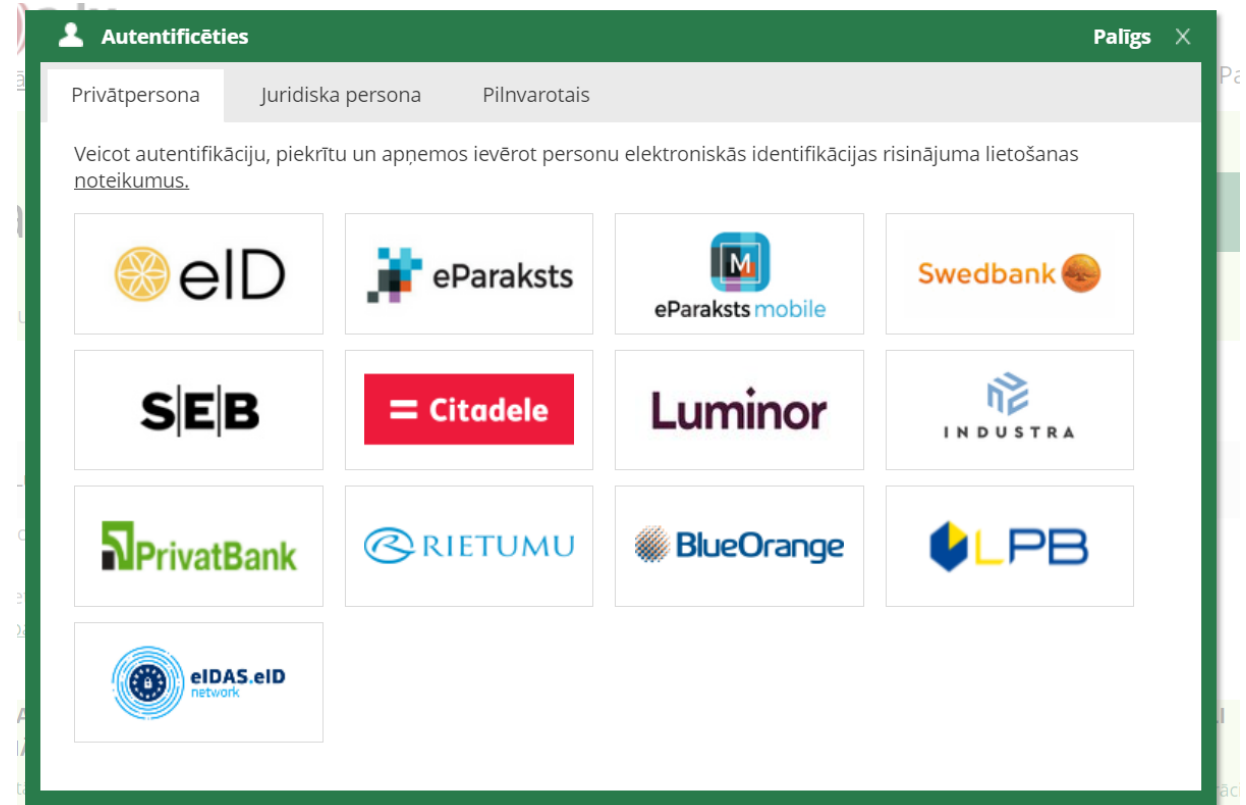 Autentificēties
Palīgs
Privātpersona
Juridiska persona
Pilnvarotais
Veicot autentifikāciju, piekrītu un apņemos ievērot personu elektroniskās identifikācijas risinājuma lietošanas
noteikumus.
eID
eParaksts
M
eParaksts mobile
Swedbank
S|E|B
Citadele
Luminor
INDUSTRA
PrivatBank
RIETUMU
BlueOrange
LPB
eIDAS.eID
network